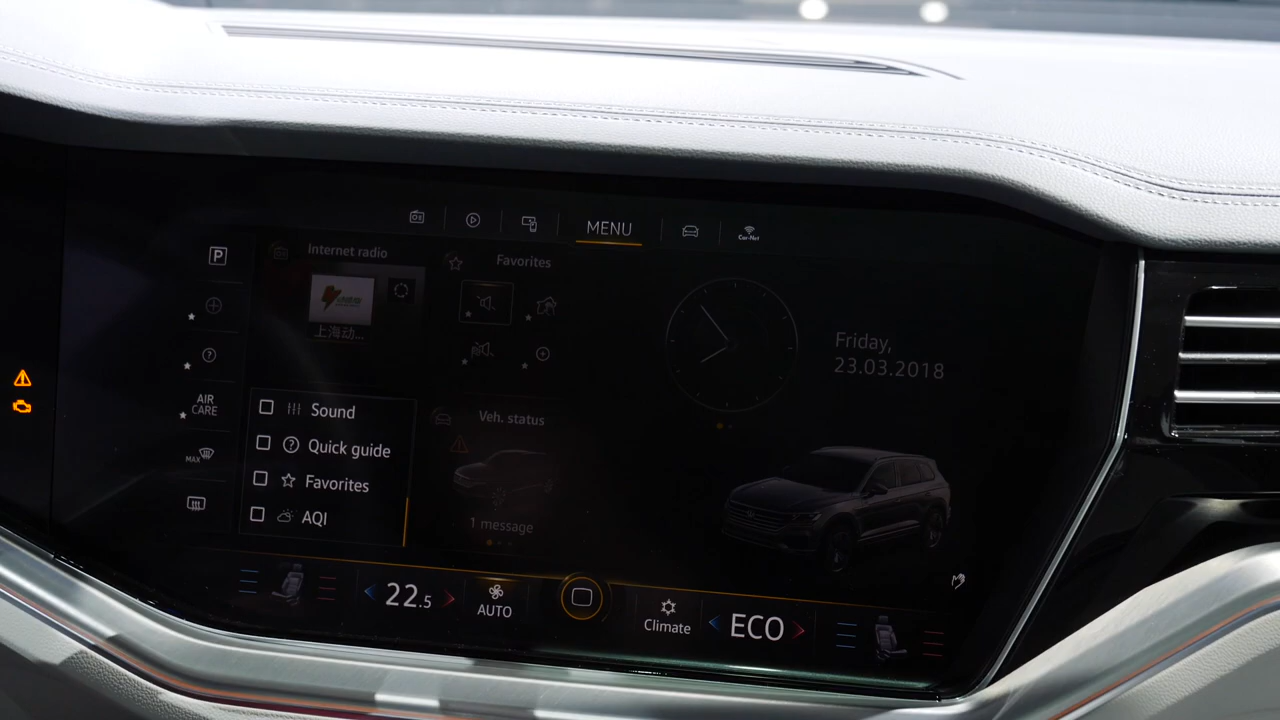 MENU
Car-Net
P
Internet radio
Favorites
上海动...
Friday,
23.03.2018
?
AIR
CARE
MAX
Sound
? Quick guide
Favorites
AQI
Veh. status
1 message
22.5
AUTO
Climate
ECO